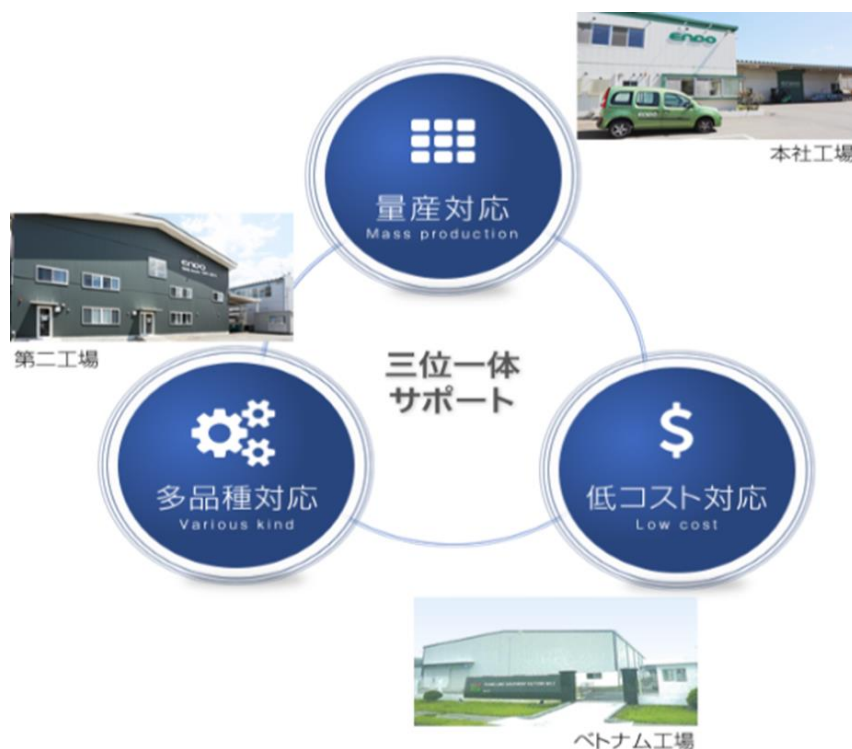 ENDO
本社工場
量産対応
Mass production
ENDO
第二工場
三位一体
サポート
多品種対応
Various kind
$
低コスト対応
Low cost
ベトナム工場